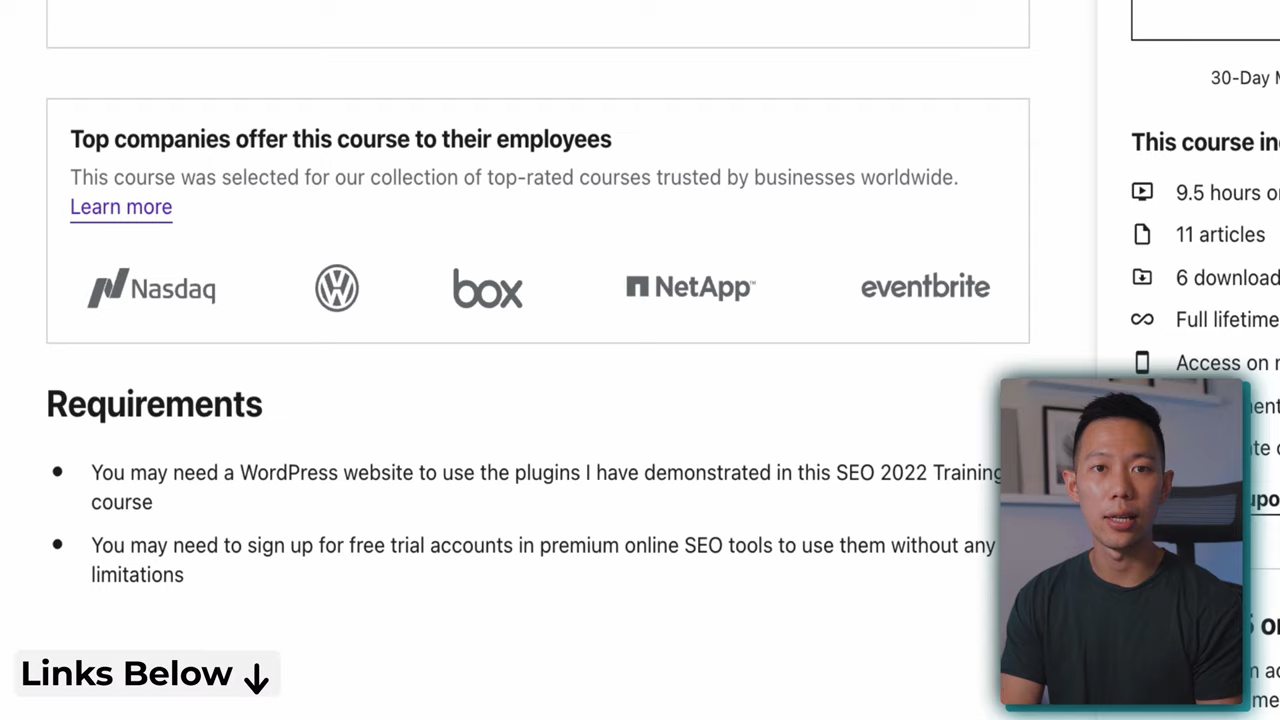 Top companies offer this course to their employees
This course was selected for our collection of top-rated courses trusted by businesses worldwide.
Learn more
Nasdaq
box
NetApp
eventbrite
Requirements
You may need a WordPress website to use the plugins I have demonstrated in this SEO 2022 Training
course
You may need to sign up for free trial accounts in premium online SEO tools to use them without any
limitations
Links Below
30-Day
This course
9.5 hours
11 articles
6
Full lifetime
Access on